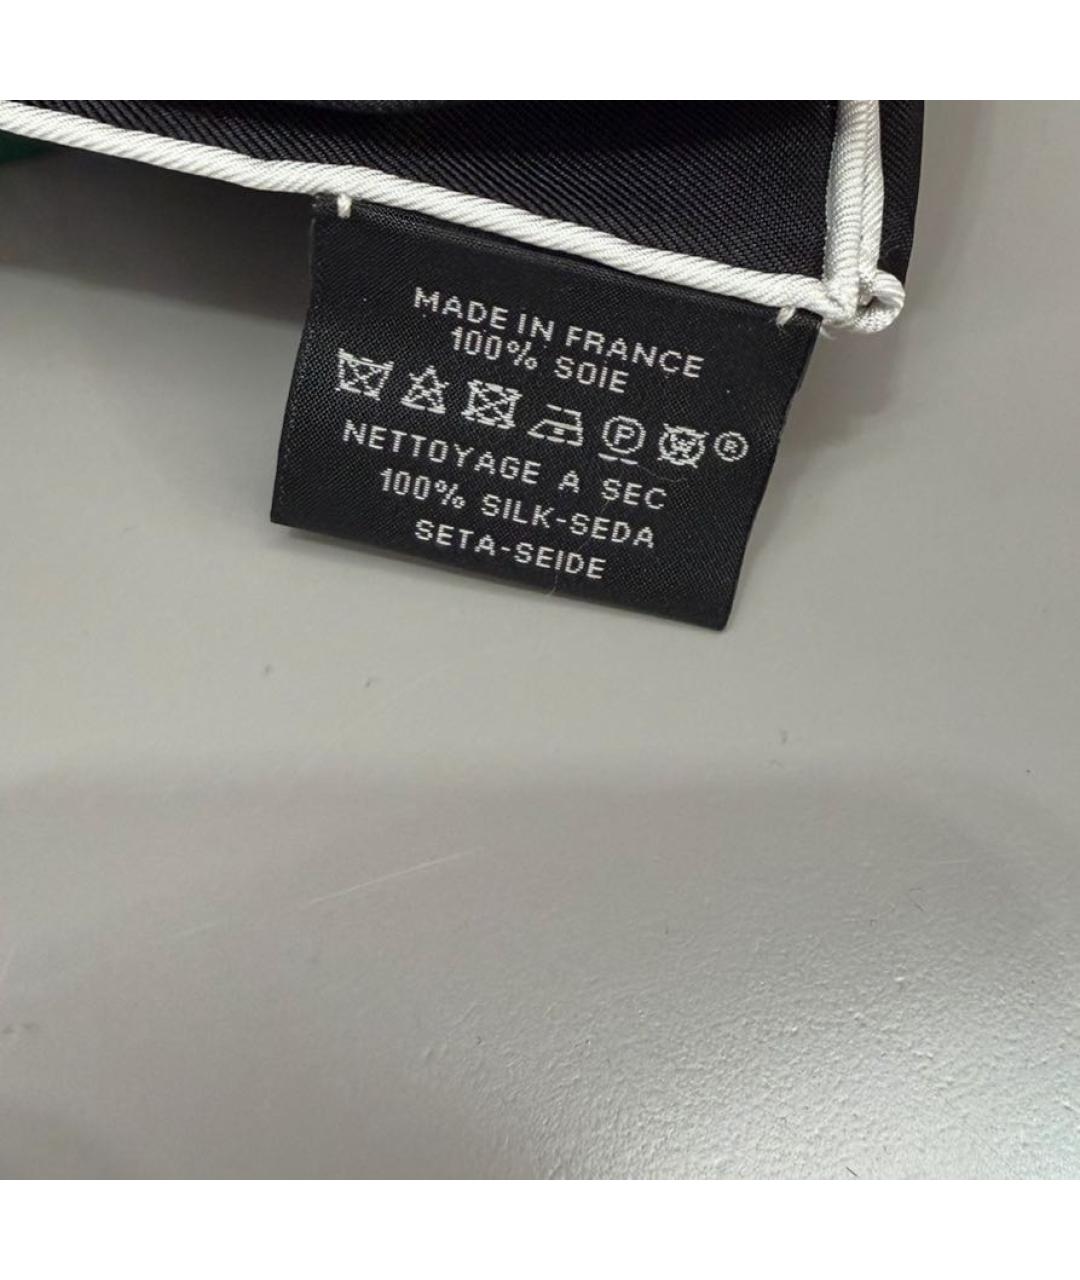 MADE IN FRANCE
100% SOIE
P W ®
NETTOYAGE A SEC
100% SILK-SEDA
SETA-SEIDE